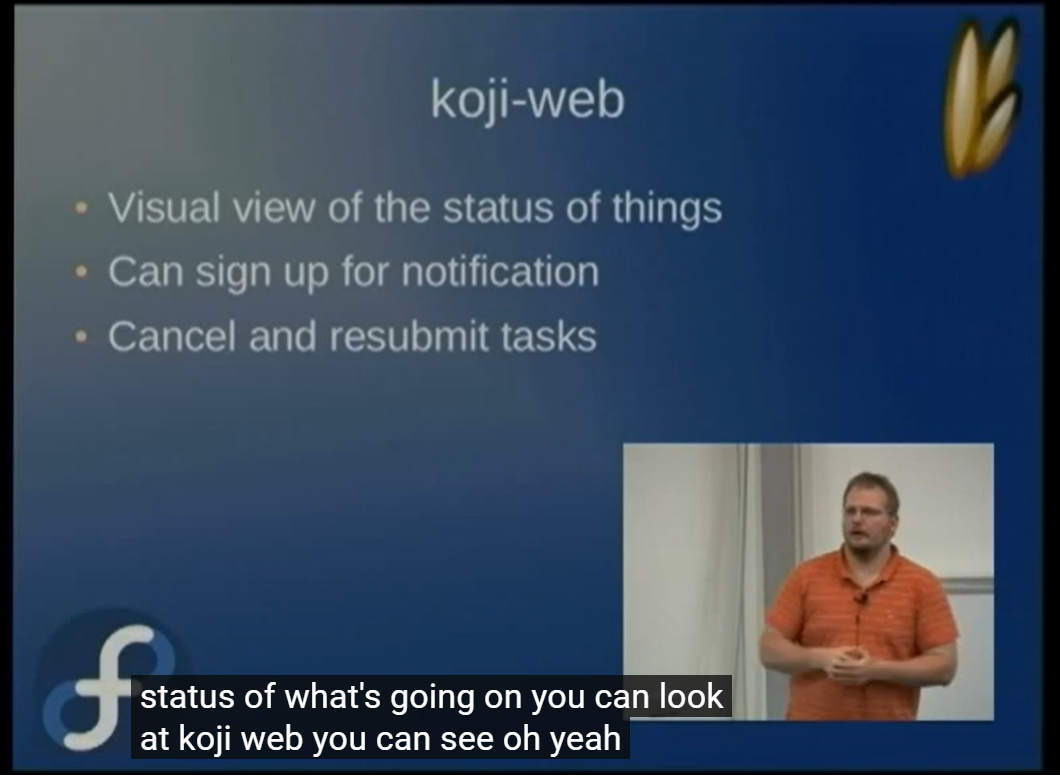 koji-web
• Visual view of the status of things
• Can sign up for notification
• Cancel and resubmit tasks
status of what's going on you can look
at koji web you can see oh yeah